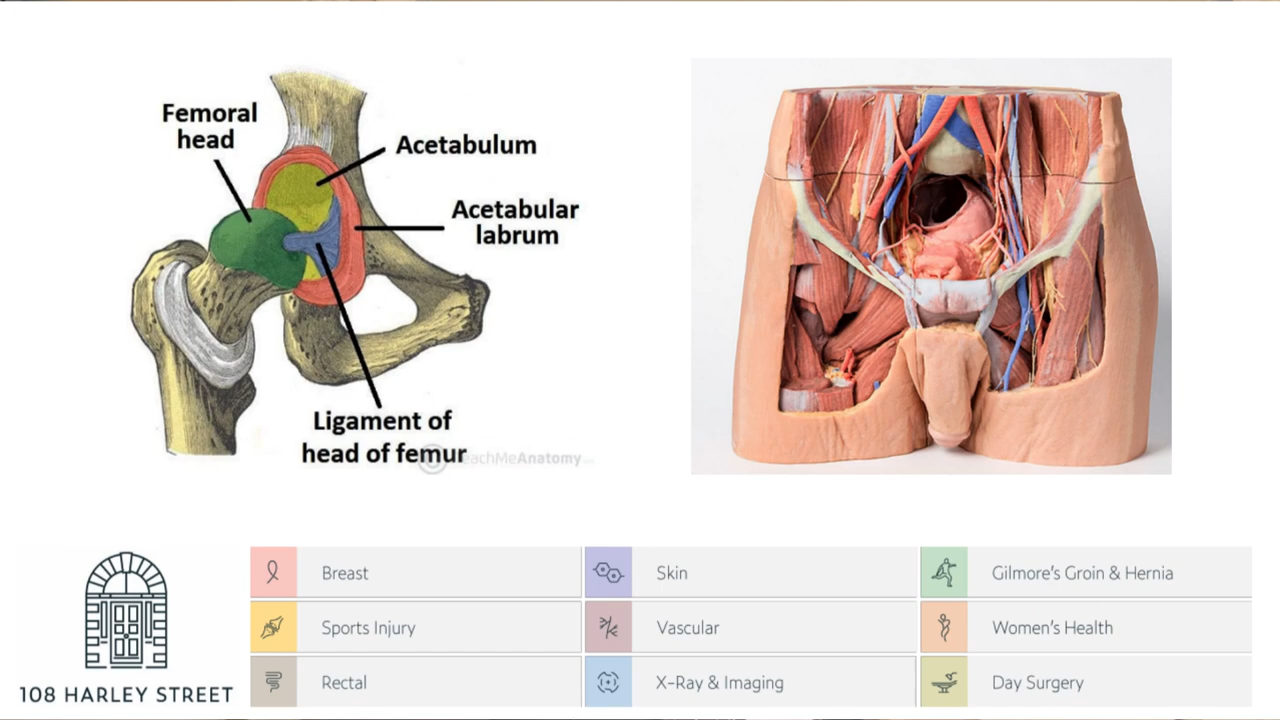 Femoral
head
Acetabulum
Acetabular
labrum
Ligament of
head of femur
eachMeAnatomy
108 HARLEY STREET
Breast
Skin
Gilmore's Groin & Hernia
Sports Injury
Vascular
Women's Health
Rectal
X-Ray & Imaging
Day Surgery